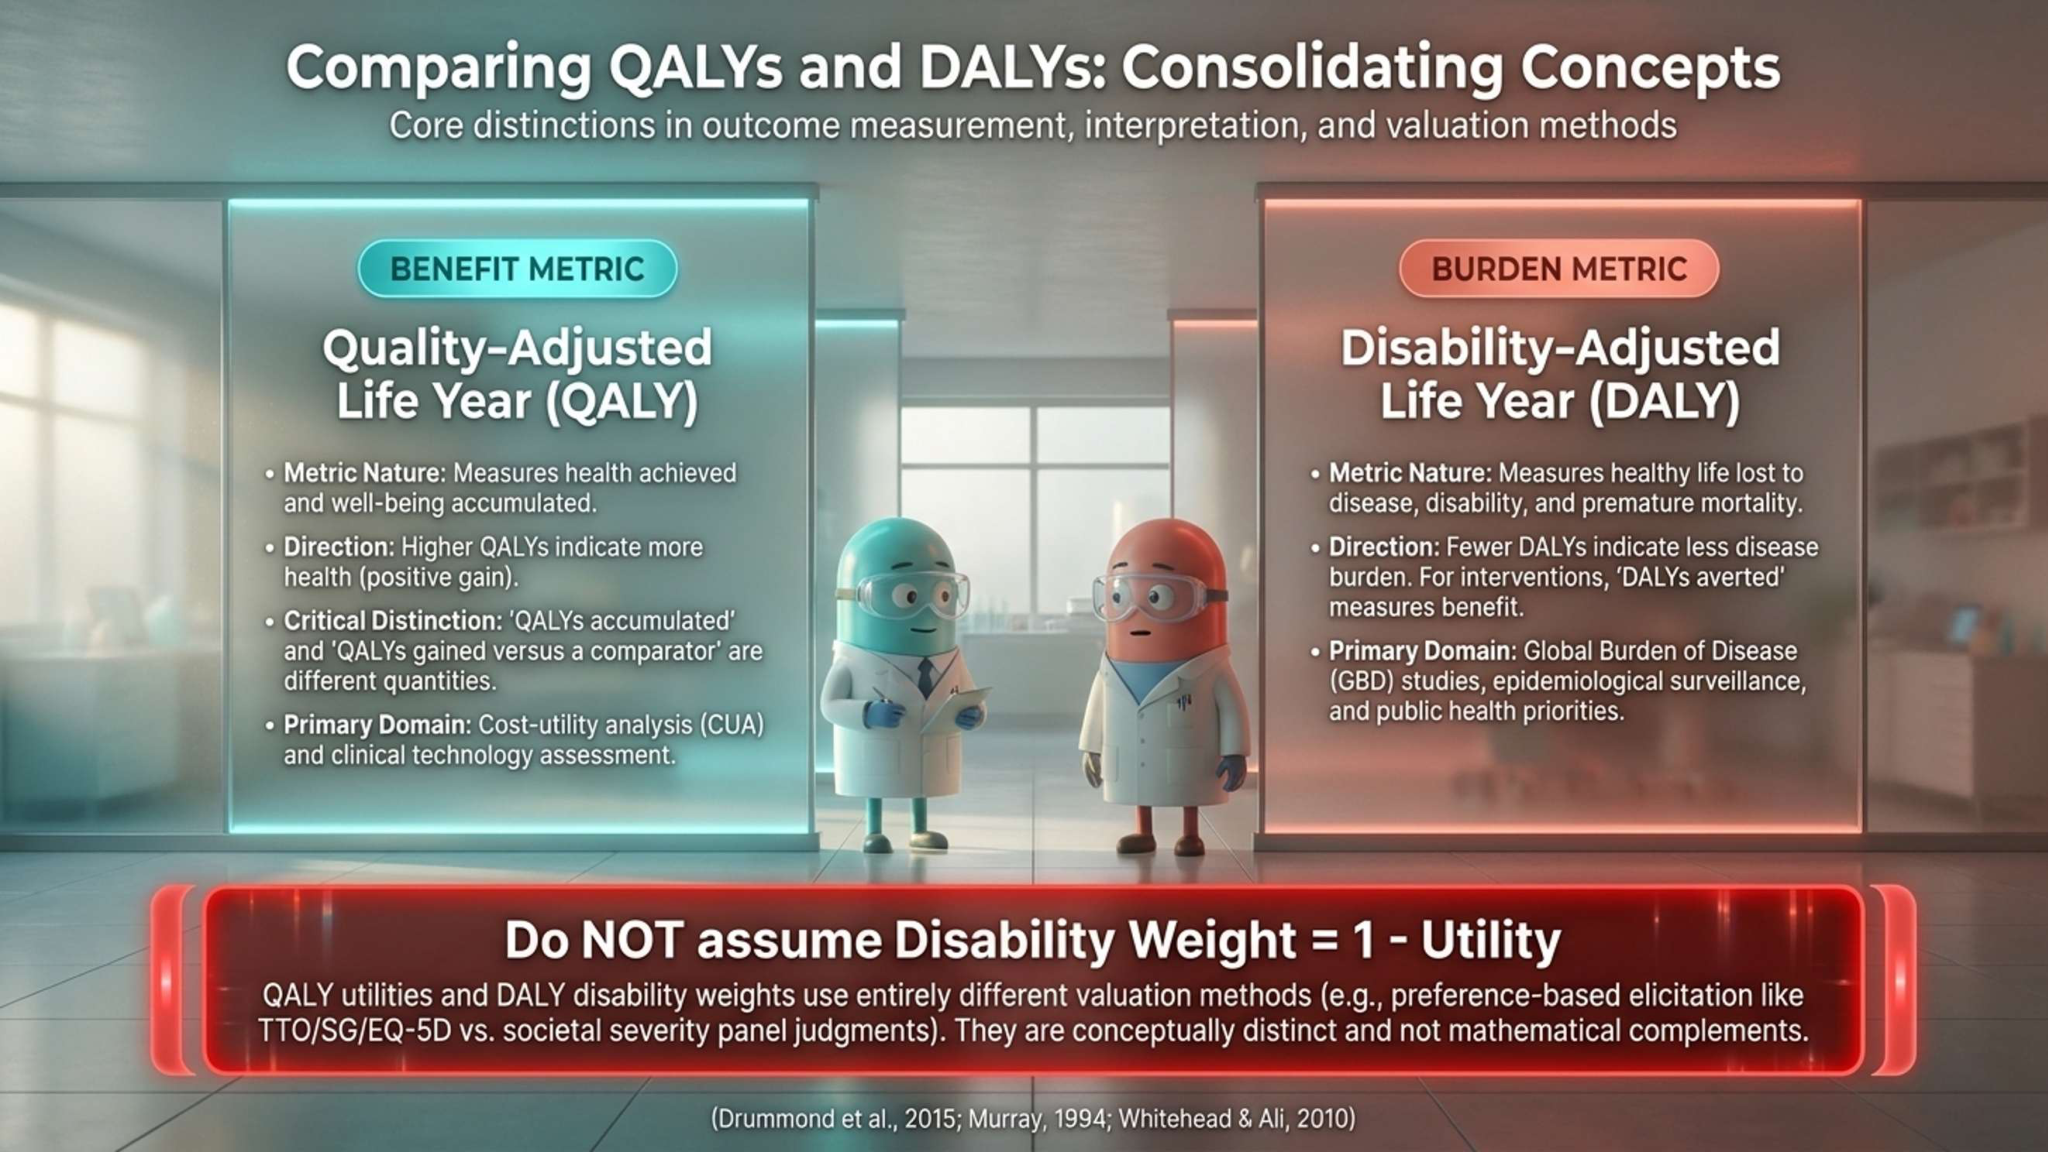 Comparing QALYs and DALYs: Consolidating Concepts
Core distinctions in outcome measurement, interpretation, and valuation methods
BENEFIT METRIC
Quality-Adjusted
Life Year (QALY)
• Metric Nature: Measures health achieved
and well-being accumulated.
• Direction: Higher QALYs indicate more
health (positive gain).
• Critical Distinction: 'QALYs accumulated'
and 'QALYs gained versus a comparator' are
different quantities.
• Primary Domain: Cost-utility analysis (CUA)
and clinical technology assessment.
BURDEN METRIC
Disability-Adjusted
Life Year (DALY)
• Metric Nature: Measures healthy life lost to
disease, disability, and premature mortality.
• Direction: Fewer DALYs indicate less disease
burden. For interventions, 'DALYs averted'
measures benefit.
• Primary Domain: Global Burden of Disease
(GBD) studies, epidemiological surveillance,
and public health priorities.
Do NOT assume Disability Weight = 1 - Utility
QALY utilities and DALY disability weights use entirely different valuation methods (e.g., preference-based elicitation like
TTO/SG/EQ-5D vs. societal severity panel judgments). They are conceptually distinct and not mathematical complements.
(Drummond et al., 2015; Murray, 1994; Whitehead & Ali, 2010)